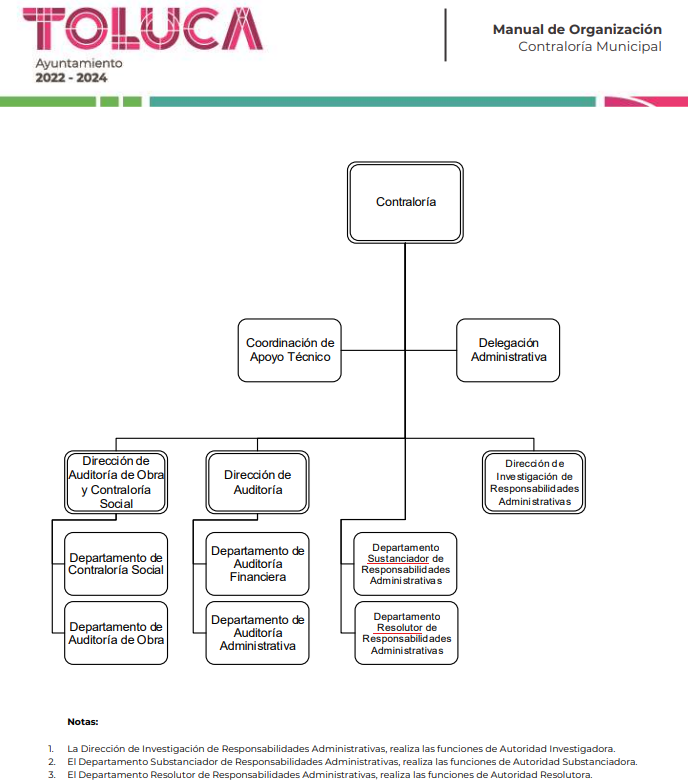 TOLUCA
Ayuntamiento
2022 - 2024
Manual de Organización
Contraloría Municipal
Contraloría
Coordinación de
Apoyo Técnico
Delegación
Administrativa
Dirección de
Auditoría de Obra
y Contraloría
Social
Dirección de
Auditoría
Dirección de
Investigación de
Responsabilidades
Administrativas
Departamento de
Contraloría Social
Departamento de
Auditoría
Financiera
Departamento
Sustanciador de
Responsabilidades
Administrativas
Departamento de
Auditoría de Obra
Departamento de
Auditoría
Administrativa
Departamento
Resolutor de
Responsabilidades
Administrativas
Notas:
1. La Dirección de Investigación de Responsabilidades Administrativas, realiza las funciones de Autoridad Investigadora.
2. El Departamento Substanciador de Responsabilidades Administrativas, realiza las funciones de Autoridad Substanciadora.
3. El Departamento Resolutor de Responsabilidades Administrativas, realiza las funciones de Autoridad Resolutora.